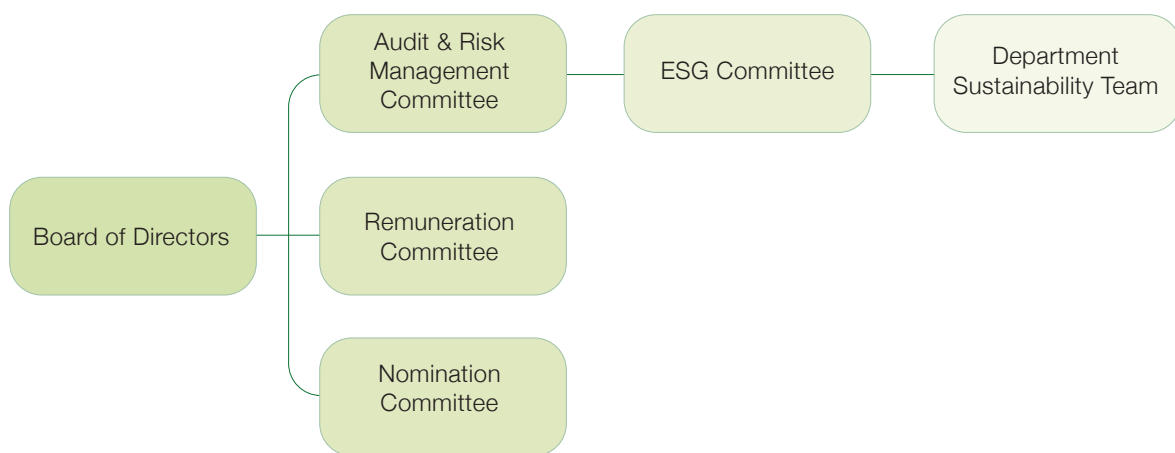 Audit & Risk
Management
Committee
ESG Committee
Department
Sustainability Team
Board of Directors
Remuneration
Committee
Nomination
Committee